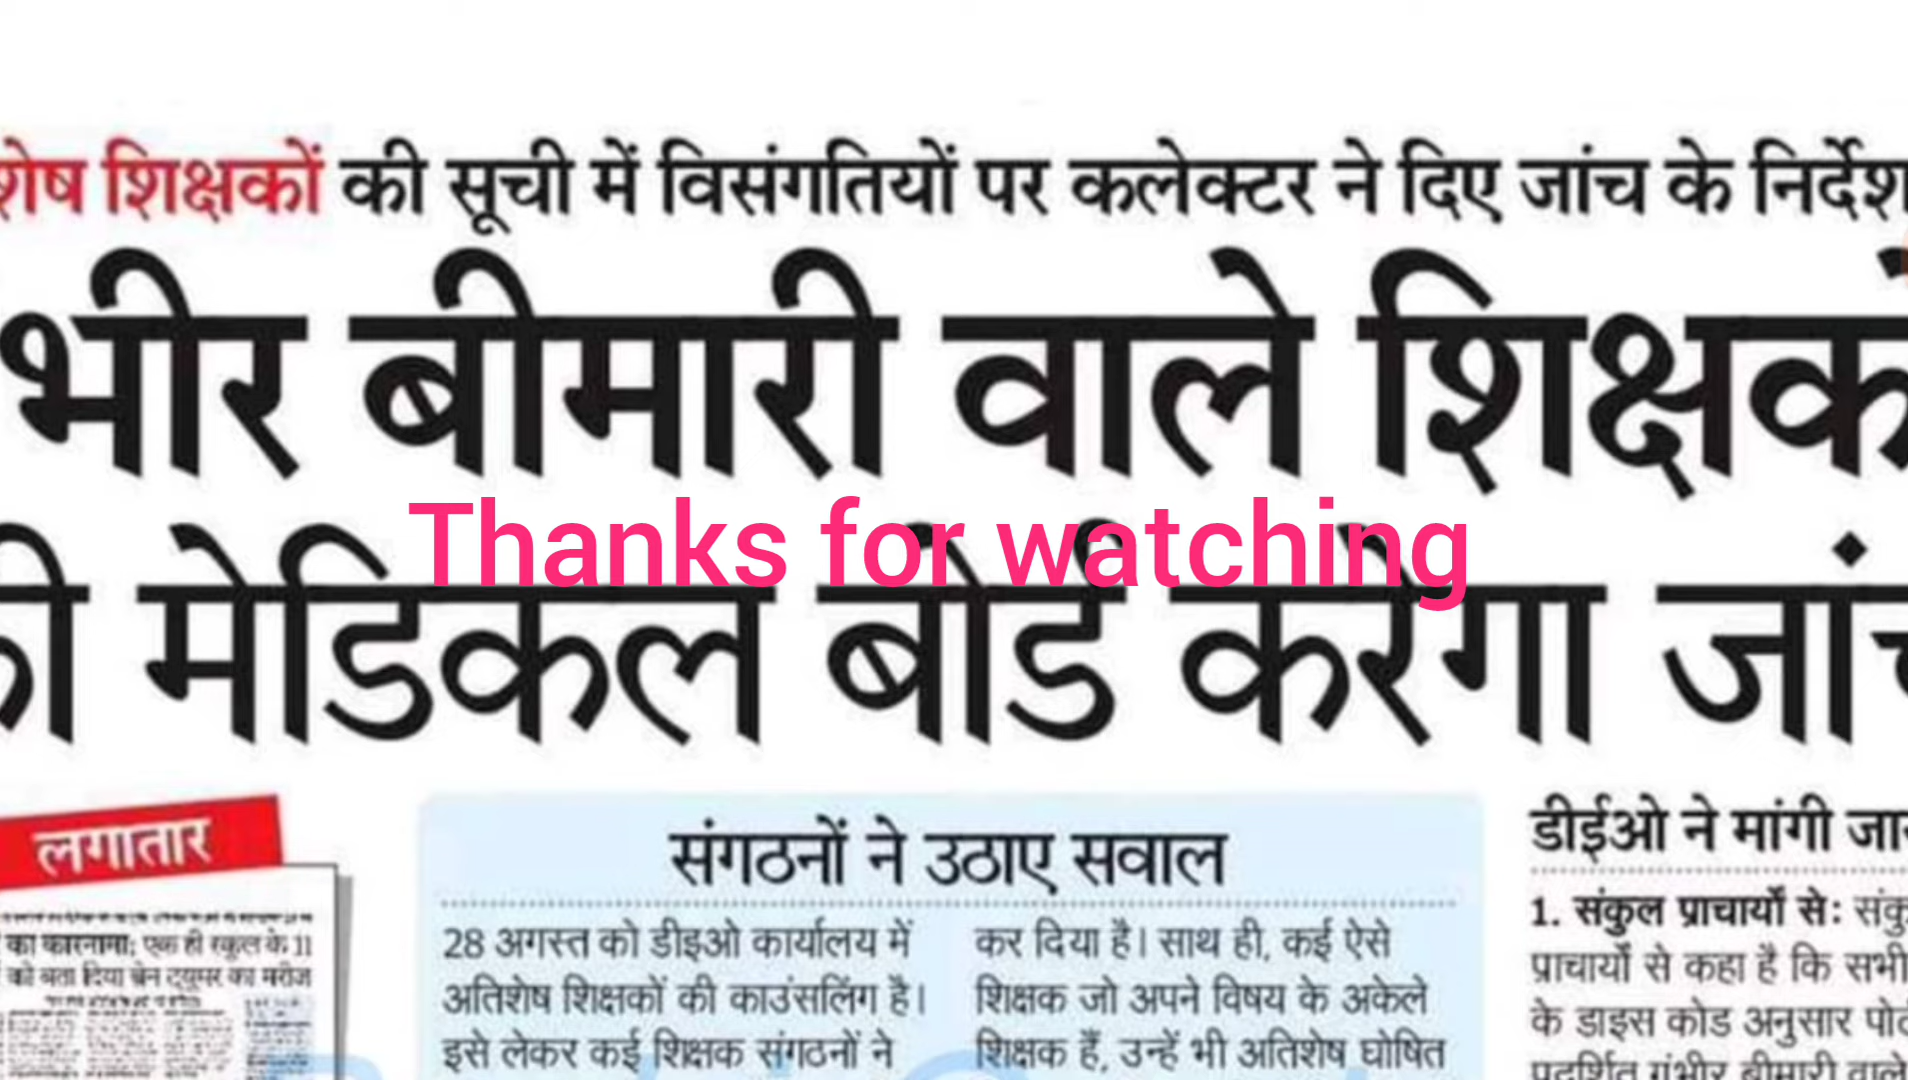 शेष शिक्षकों की सूची में विसंगतियों पर कलेक्टर ने दिए जांच के निर्देश
भीर बीमारी वाले शिक्षको
Thanks for watching
की मेडिकल बोर्ड करेगा जांच
लगातार
का कारनामा: एक ही स्कूल के 11
को बता दिया ब्रेन ट्यूमर का मरीज
संगठनों ने उठाए सवाल
28 अगस्त को डीइओ कार्यालय में
अतिशेष शिक्षकों की काउंसलिंग है।
इसे लेकर कई शिक्षक संगठनों ने
कर दिया है। साथ ही, कई ऐसे
शिक्षक जो अपने विषय के अकेले
शिक्षक हैं, उन्हें भी अतिशेष घोषित
डीईओ ने मांगी जा
1. संकुल प्राचार्यों से: संकु
प्राचार्यों से कहा है कि सभी
के डाइस कोड अनुसार पो
प्रदर्शित गंभीर बीमारी वाले